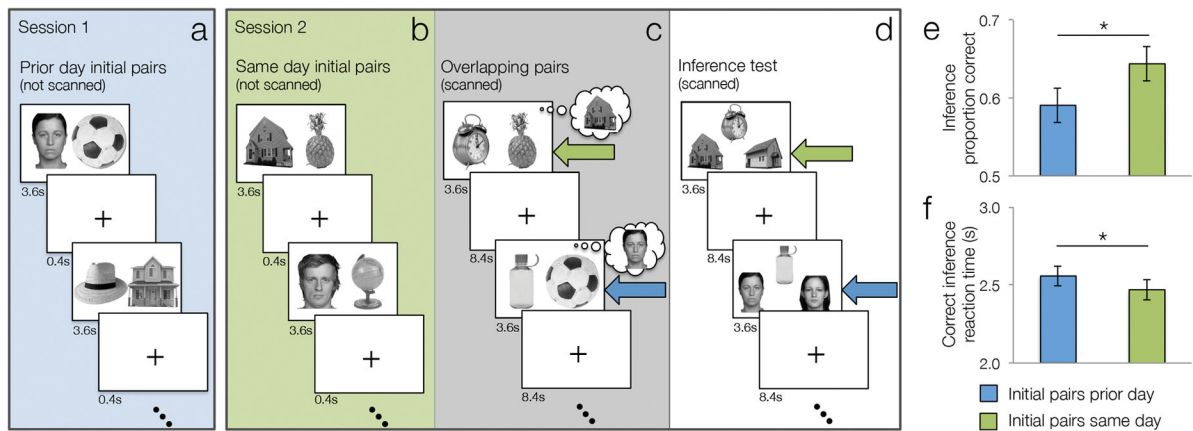 Session 1
a
Prior day initial pairs
(not scanned)
3.6s
0.4s
3.6s
0.4s
Session 2
b
Same day initial pairs
(not scanned)
3.6s
0.4s
3.6s
0.4s
c
Overlapping pairs
(scanned)
3.6s
8.4s
3.6s
8.4s
d
Inference test
(scanned)
3.6s
8.4s
3.6s
8.4s
e
Inference
proportion correct
0.7
0.6
0.5
*
f
Correct inference
reaction time (s)
3.0
2.5
2.0
*
Initial pairs prior day
Initial pairs same day